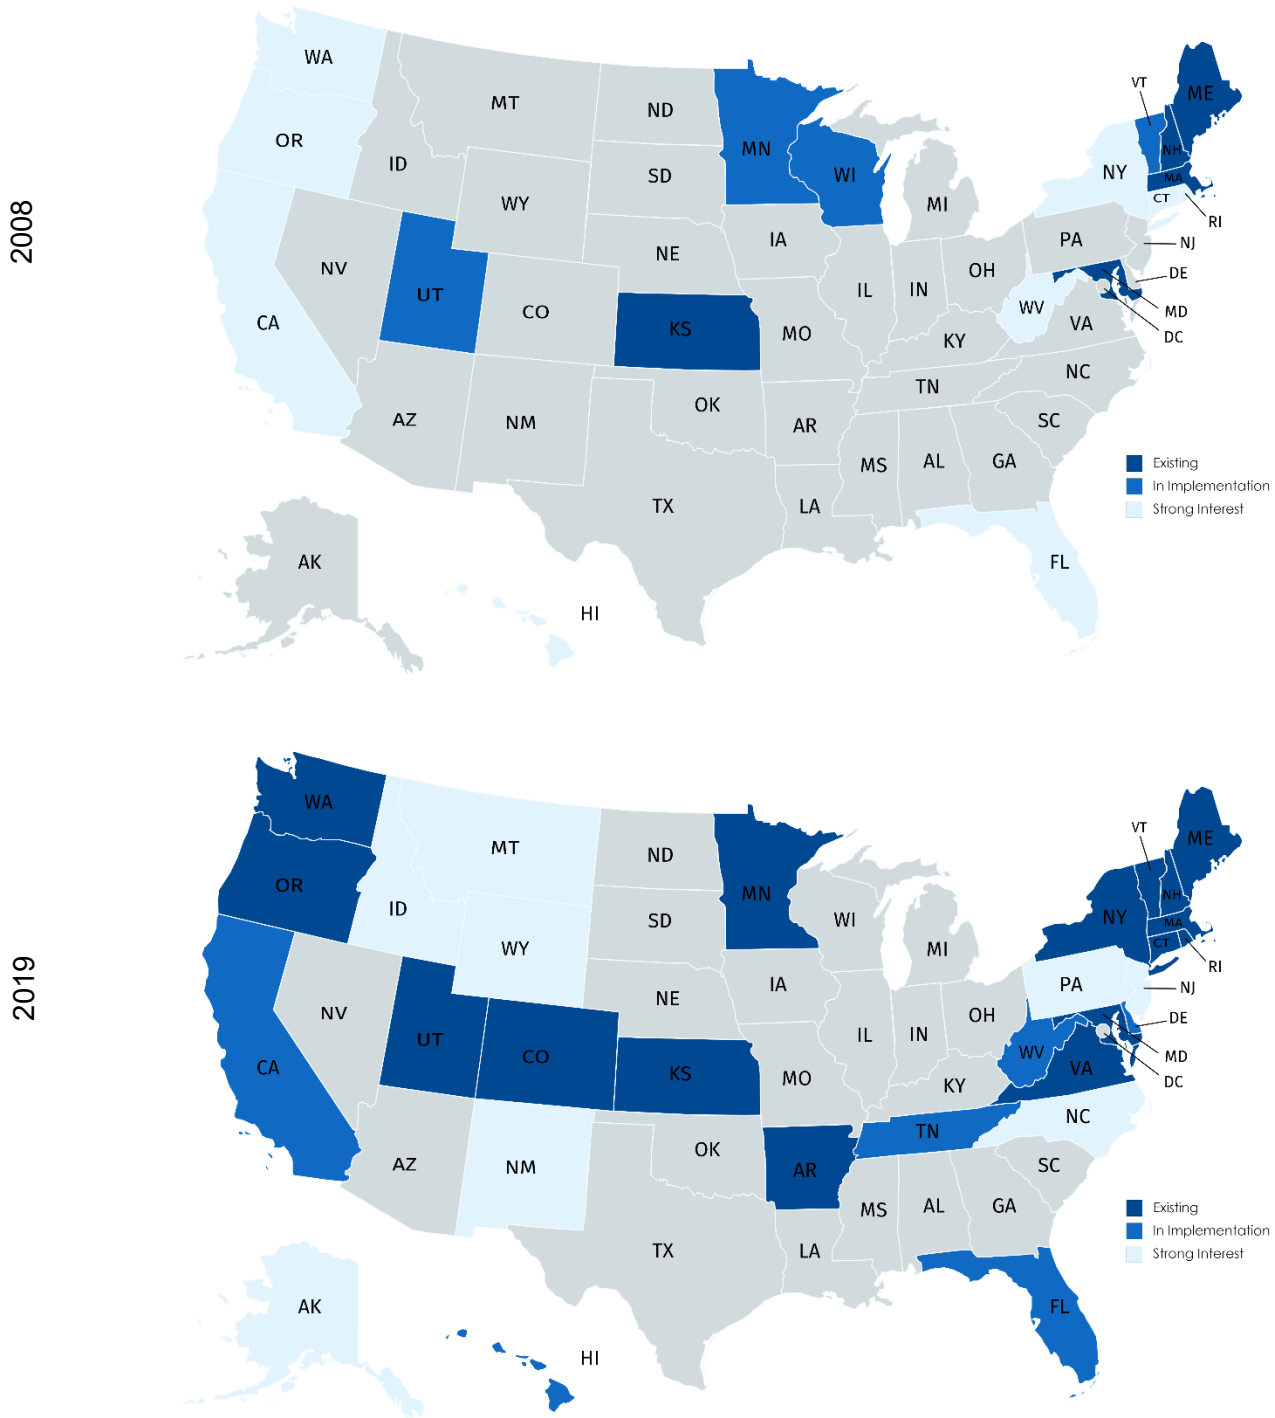 2008
WA
MT
ND
MN
VT
ME
OR
ID
SD
WI
NH
NY
MA
CT
WY
MI
RI
IA
PA
NJ
NV
NE
OH
DE
UT
CO
IL
IN
WV
MD
CA
KS
MO
VA
DC
KY
NC
AZ
NM
OK
AR
TN
SC
MS
AL
GA
TX
LA
Existing
In Implementation
Strong Interest
AK
FL
HI
2019
WA
MT
ND
MN
VT
ME
OR
ID
SD
WI
NH
NY
MA
CT
WY
MI
RI
IA
PA
NJ
NV
NE
OH
DE
UT
CO
IL
IN
WV
MD
CA
KS
MO
VA
DC
KY
NC
AZ
NM
OK
AR
TN
SC
MS
AL
GA
TX
LA
Existing
In Implementation
Strong Interest
AK
FL
HI